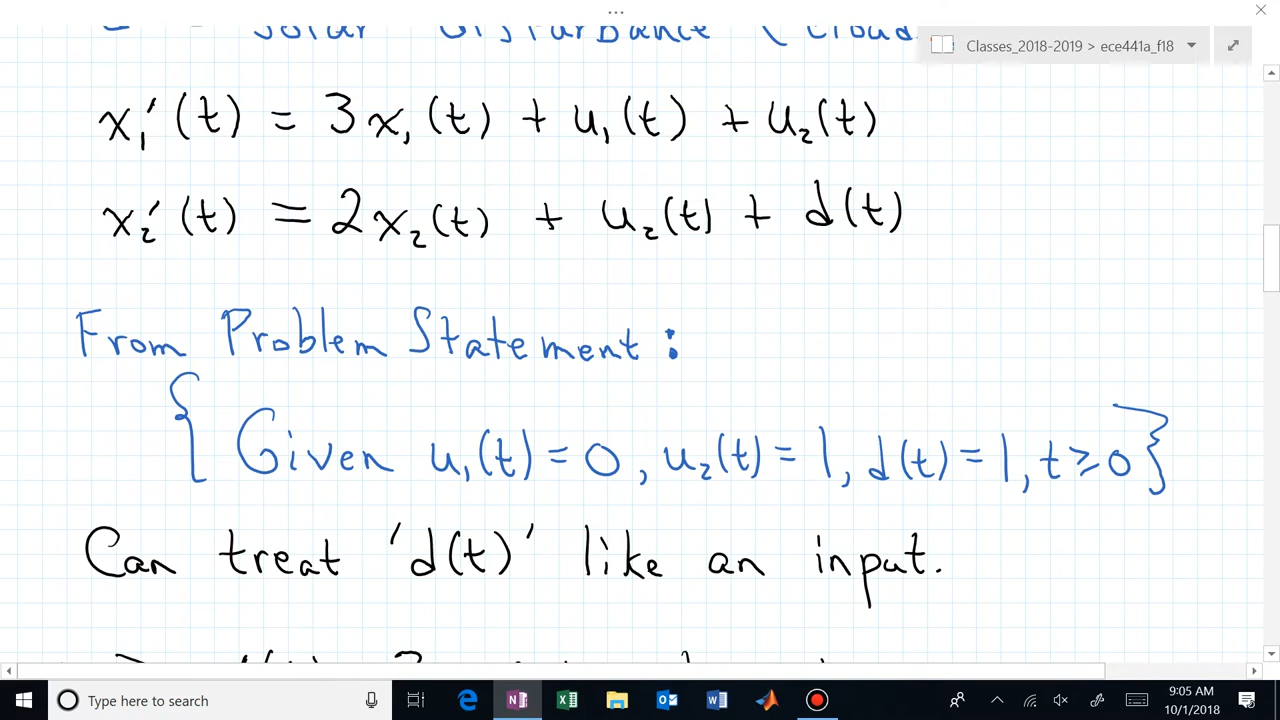 Classes_2018-2019 > ece441a_f18
x₁'(t) = 3x₁(t) + u₁(t) + u₂(t)
x₂'(t) = 2x₂(t) + u₂(t) + d(t)
From Problem Statement:
{Given u₁(t) = 0, u₂(t) = 1, d(t) = 1, t ≥ 0}
Can treat 'd(t)' like an input.
Type here to search
9:05 AM
10/1/2018